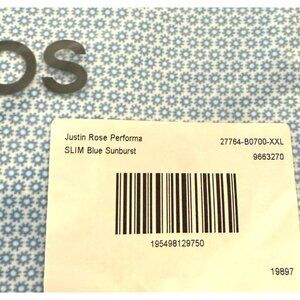 OS
Justin Rose Performa 27764-B0700-XXL
SLIM Blue Sunburst 9663270
195498129750
19897